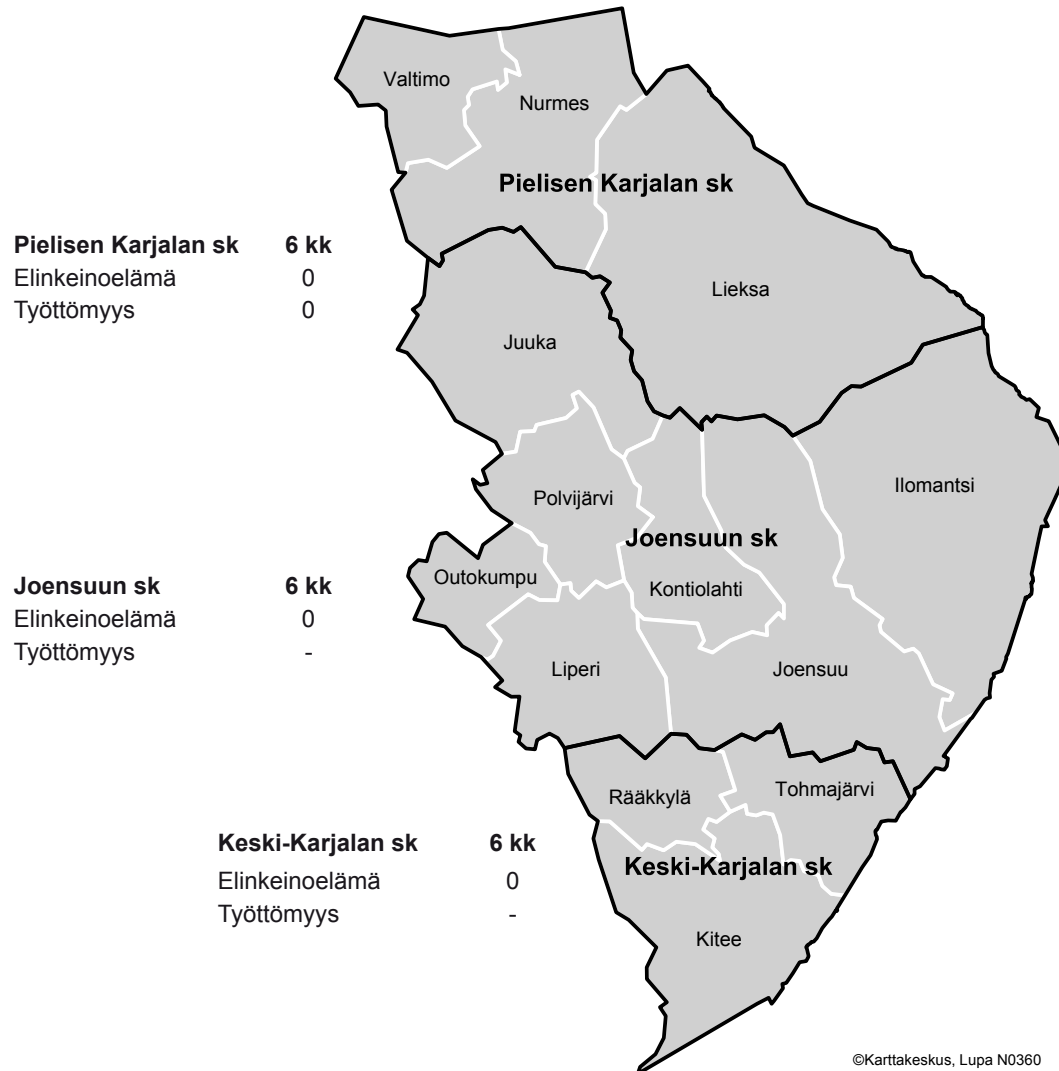 Valtimo
Nurmes
Pielisen Karjalan sk
Pielisen Karjalan sk 6 kk
Elinkeinoelämä 0
Työttömyys 0
Lieksa
Juuka
Ilomantsi
Polvijärvi
Joensuun sk
Outokumpu
Kontiolahti
Joensuun sk 6 kk
Elinkeinoelämä 0
Työttömyys -
Liperi
Joensuu
Rääkkylä
Tohmajärvi
Keski-Karjalan sk 6 kk
Elinkeinoelämä 0
Työttömyys -
Keski-Karjalan sk
Kitee
©Karttakeskus, Lupa N0360